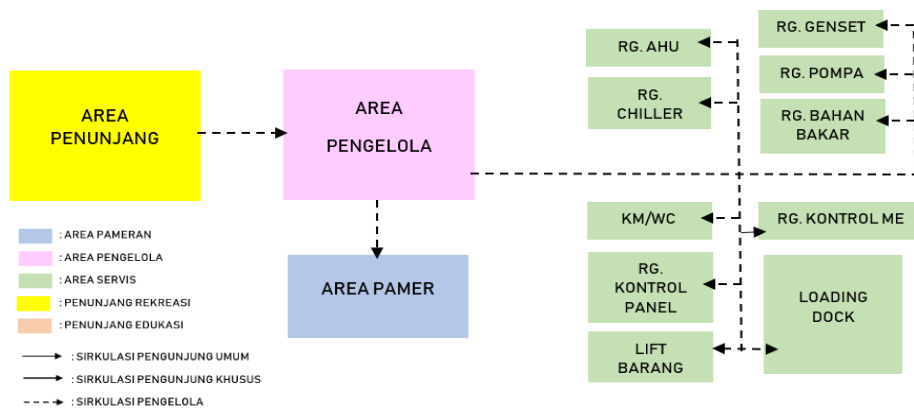 AREA
PENUNJANG
AREA
PENGELOLA
AREA PAMER
RG. AHU
RG.
CHILLER
RG. GENSET
RG. POMPA
RG. BAHAN
BAKAR
KM/WC
RG. KONTROL ME
RG.
KONTROL
PANEL
LOADING
DOCK
LIFT
BARANG
: AREA PAMERAN
: AREA PENGELOLA
: AREA SERVIS
: PENUNJANG REKREASI
: PENUNJANG EDUKASI
: SIRKULASI PENGUNJUNG UMUM
: SIRKULASI PENGUNJUNG KHUSUS
: SIRKULASI PENGELOLA